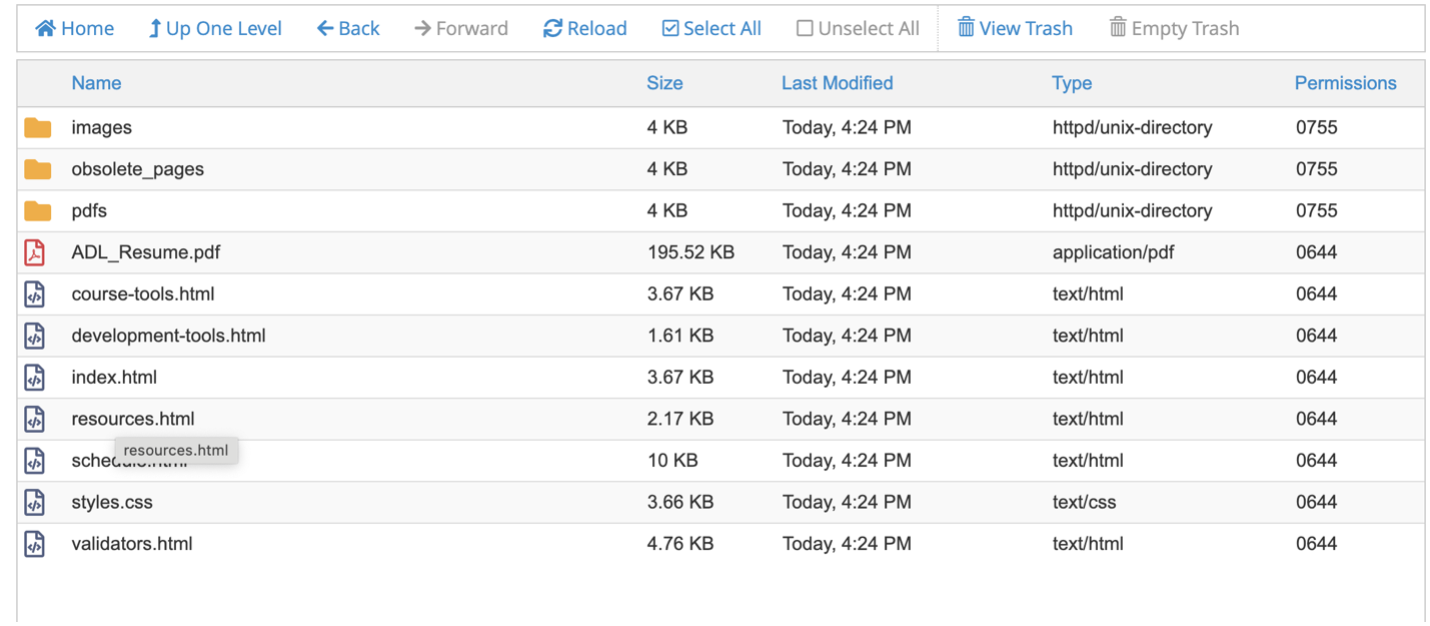 Home Up One Level Back Forward Reload Select All Unselect All View Trash Empty Trash
Name Size Last Modified Type Permissions
images 4 KB Today, 4:24 PM httpd/unix-directory 0755
obsolete_pages 4 KB Today, 4:24 PM httpd/unix-directory 0755
pdfs 4 KB Today, 4:24 PM httpd/unix-directory 0755
ADL_Resume.pdf 195.52 KB Today, 4:24 PM application/pdf 0644
course-tools.html 3.67 KB Today, 4:24 PM text/html 0644
development-tools.html 1.61 KB Today, 4:24 PM text/html 0644
index.html 3.67 KB Today, 4:24 PM text/html 0644
resources.html 2.17 KB Today, 4:24 PM text/html 0644
resources.html
schedule.html 10 KB Today, 4:24 PM text/html 0644
styles.css 3.66 KB Today, 4:24 PM text/css 0644
validators.html 4.76 KB Today, 4:24 PM text/html 0644